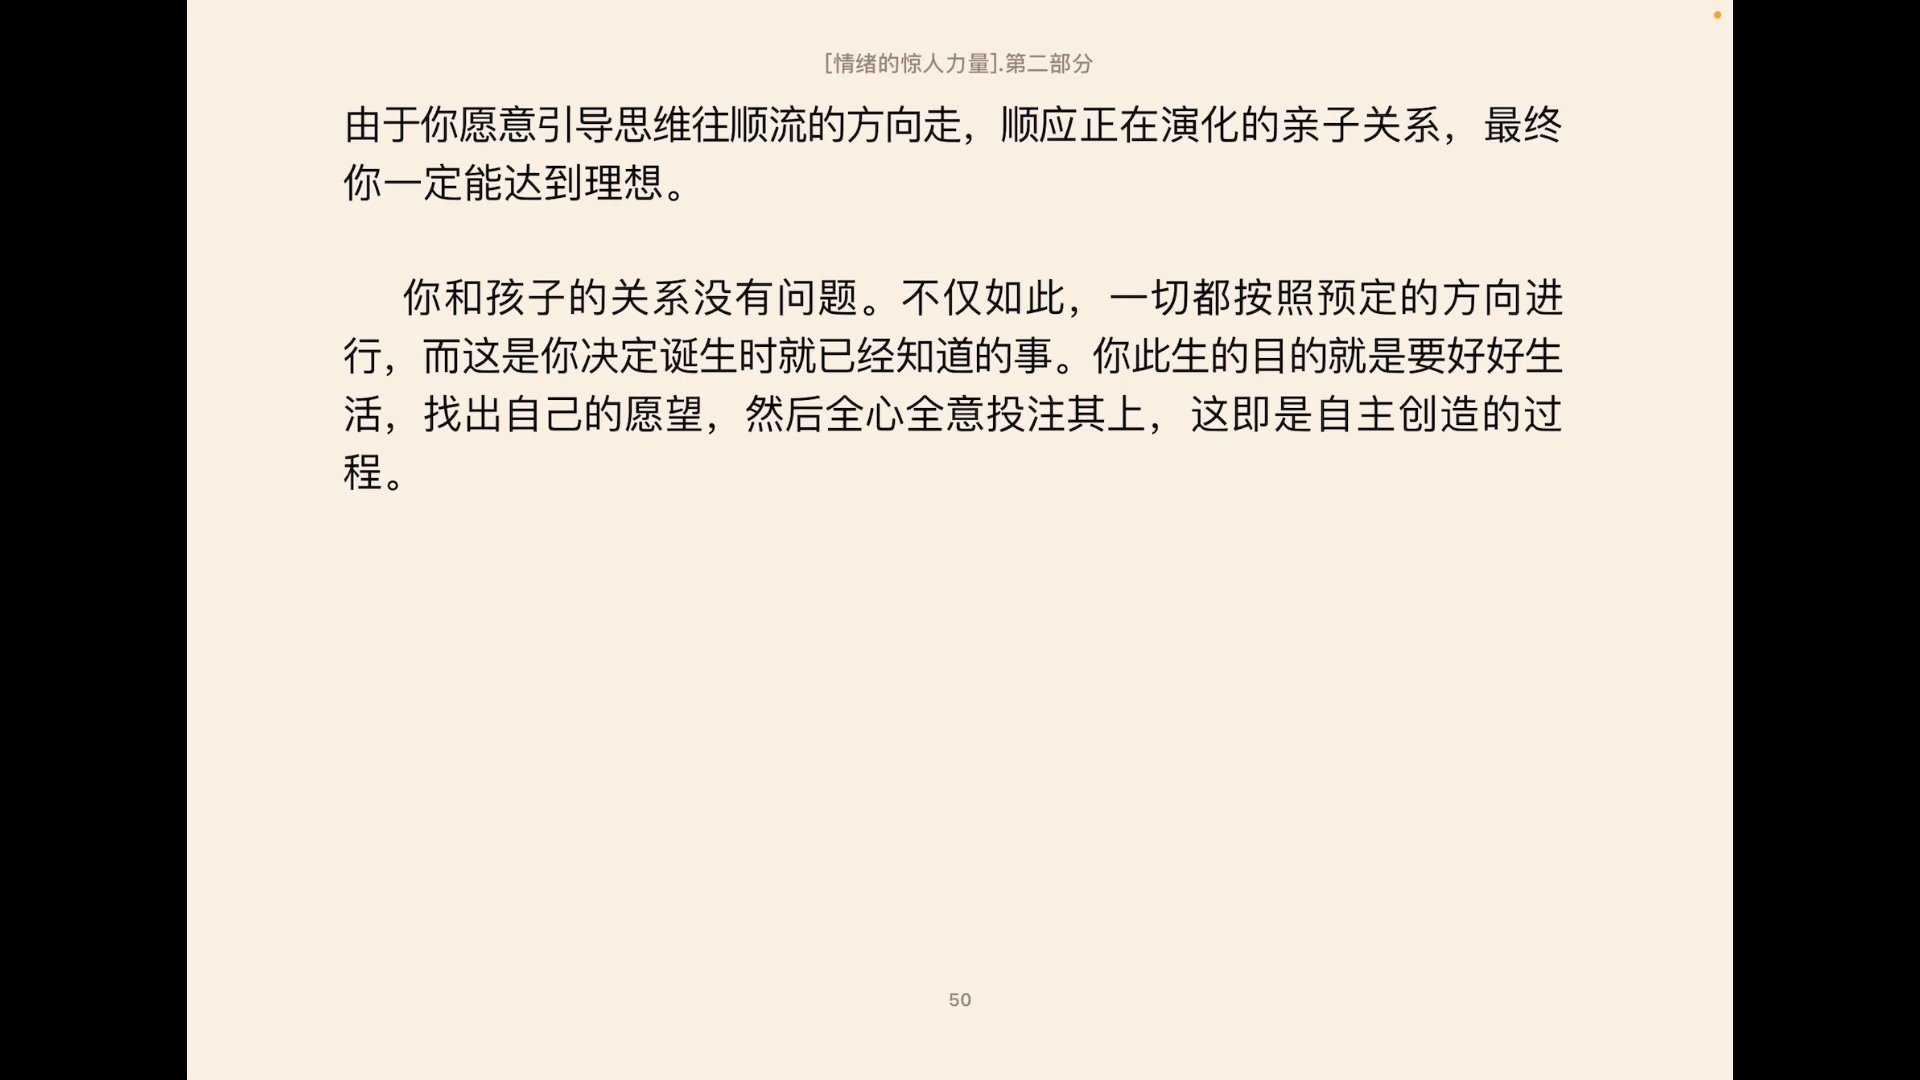 [情绪的惊人力量].第二部分
由于你愿意引导思维往顺流的方向走，顺应正在演化的亲子关系，最终
你一定能达到理想。
你和孩子的关系没有问题。不仅如此，一切都按照预定的方向进
行，而这是你决定诞生时就已经知道的事。你此生的目的就是要好好生
活，找出自己的愿望，然后全心全意投注其上，这即是自主创造的过
程。
50